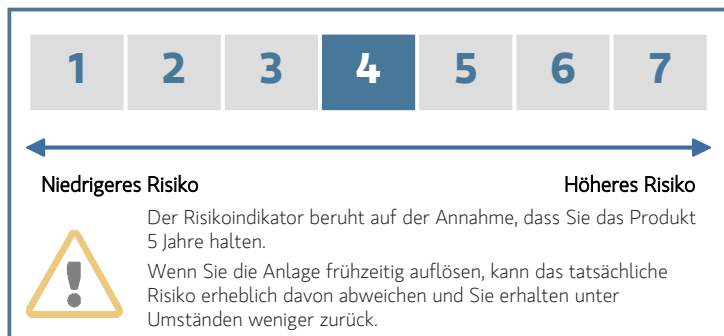 1 2 3 4 5 6 7
Niedrigeres Risiko Höheres Risiko
Der Risikoindikator beruht auf der Annahme, dass Sie das Produkt
5 Jahre halten.
Wenn Sie die Anlage frühzeitig auflösen, kann das tatsächliche
Risiko erheblich davon abweichen und Sie erhalten unter
Umständen weniger zurück.